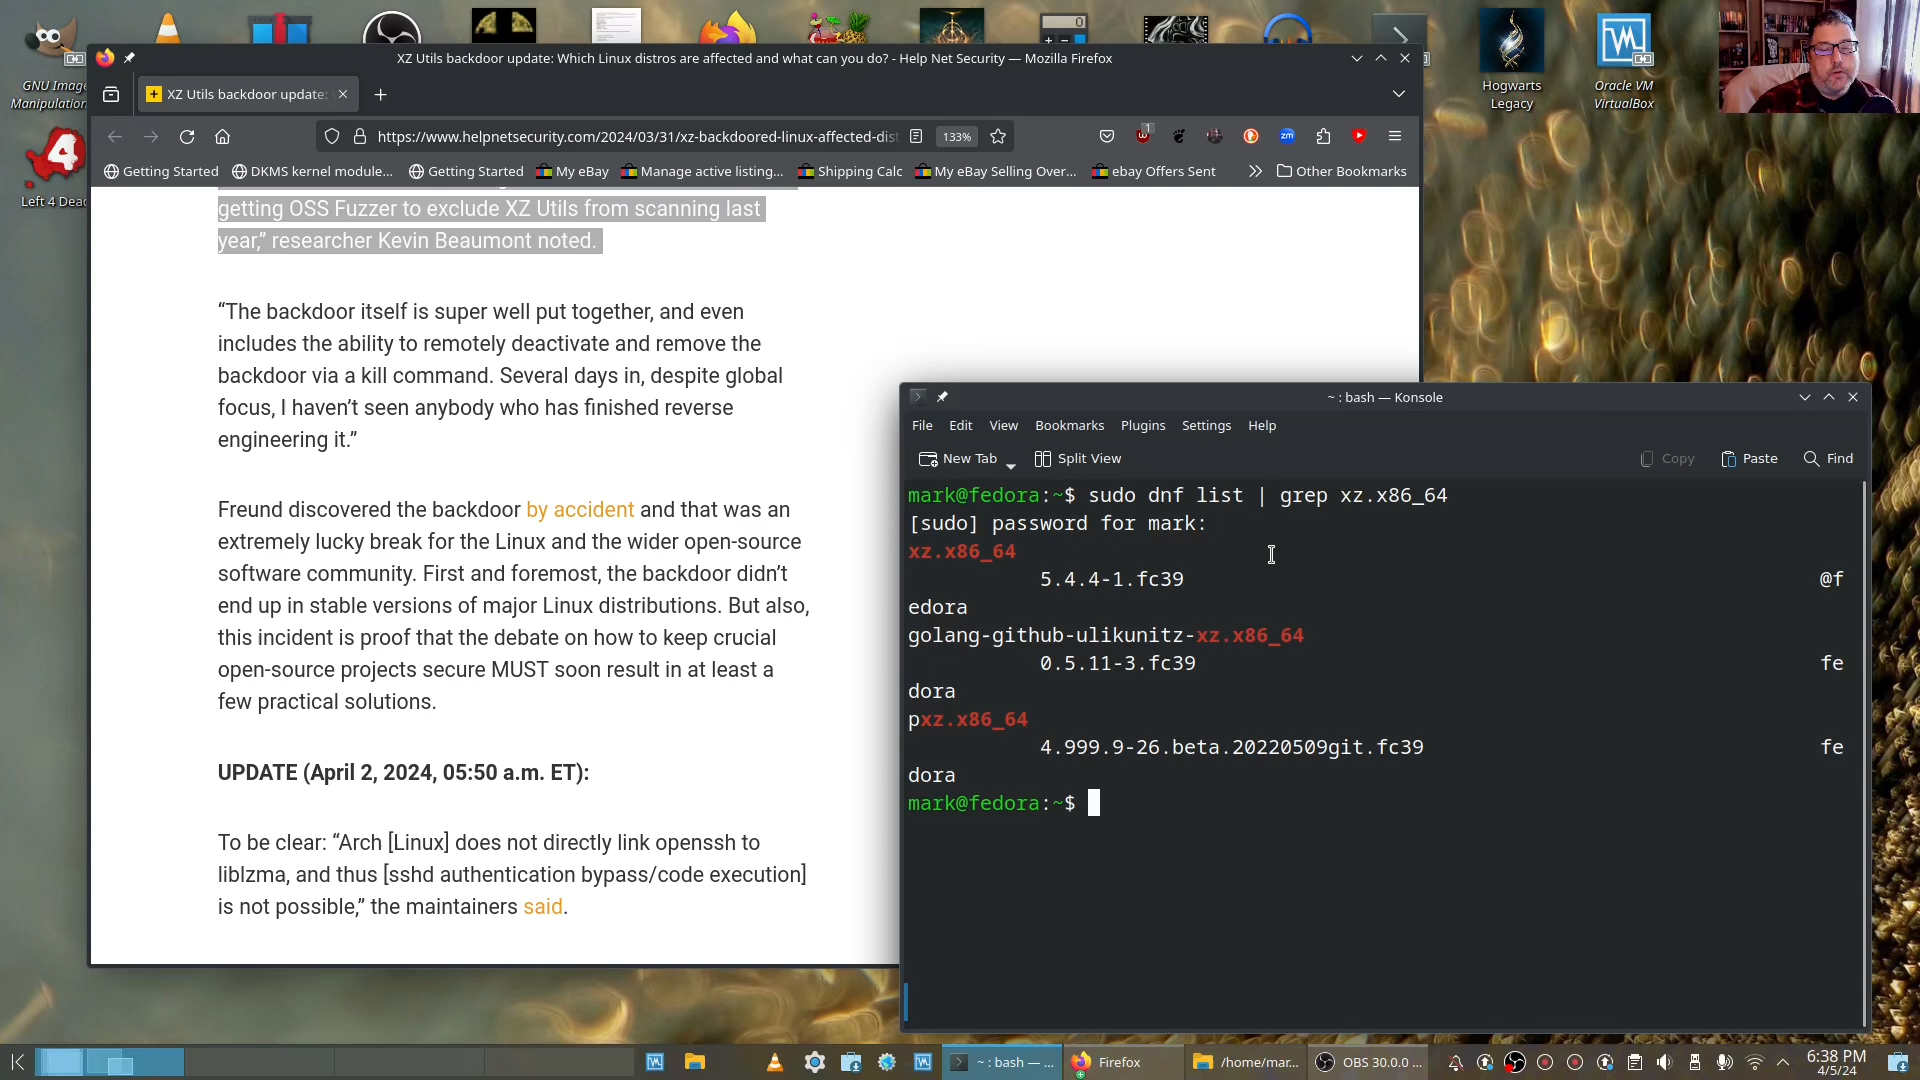 GNU Image
Manipulation
Left 4 Dead
0
Hogwarts
Legacy
Oracle VM
VirtualBox
XZ Utils backdoor update: Which Linux distros are affected and what can you do? - Help Net Security — Mozilla Firefox
XZ Utils backdoor update:
https://www.helpnetsecurity.com/2024/03/31/xz-backdoored-linux-affected-dist
133%
1
zm
Getting Started
DKMS kernel module...
Getting Started
My eBay
Manage active listing...
Shipping Calc
My eBay Selling Over...
ebay Offers Sent
Other Bookmarks
getting OSS Fuzzer to exclude XZ Utils from scanning last
year,” researcher Kevin Beaumont noted.
“The backdoor itself is super well put together, and even
includes the ability to remotely deactivate and remove the
backdoor via a kill command. Several days in, despite global
focus, I haven’t seen anybody who has finished reverse
engineering it.”
Freund discovered the backdoor by accident and that was an
extremely lucky break for the Linux and the wider open-source
software community. First and foremost, the backdoor didn’t
end up in stable versions of major Linux distributions. But also,
this incident is proof that the debate on how to keep crucial
open-source projects secure MUST soon result in at least a
few practical solutions.
UPDATE (April 2, 2024, 05:50 a.m. ET):
To be clear: “Arch [Linux] does not directly link openssh to
liblzma, and thus [sshd authentication bypass/code execution]
is not possible,” the maintainers said.
~ : bash — Konsole
File Edit View Bookmarks Plugins Settings Help
New Tab Split View Copy Paste Find
mark@fedora:~$ sudo dnf list | grep xz.x86_64
[sudo] password for mark:
xz.x86_64
5.4.4-1.fc39 @f
edora
golang-github-ulikunitz-xz.x86_64
0.5.11-3.fc39 fe
dora
pxz.x86_64
4.999.9-26.beta.20220509git.fc39 fe
dora
mark@fedora:~$
~ : bash — ...
Firefox
/home/mar...
OBS 30.0.0 ...
6:38 PM
4/5/24